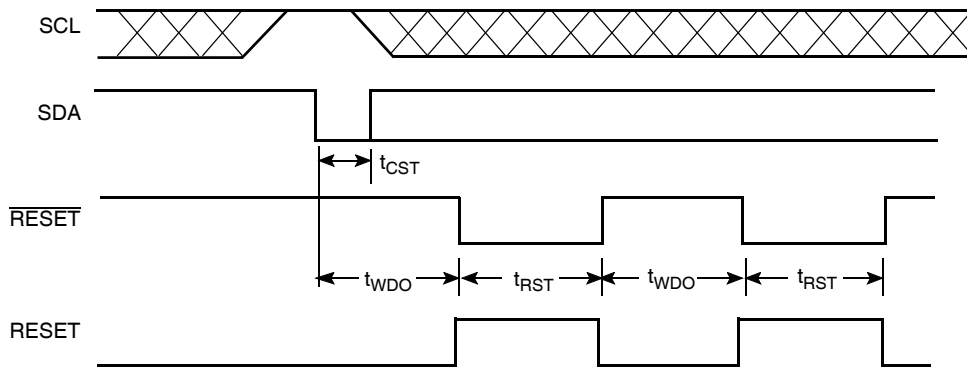 SCL
SDA
tCST
RESET
tWDO tRST tWDO tRST
RESET